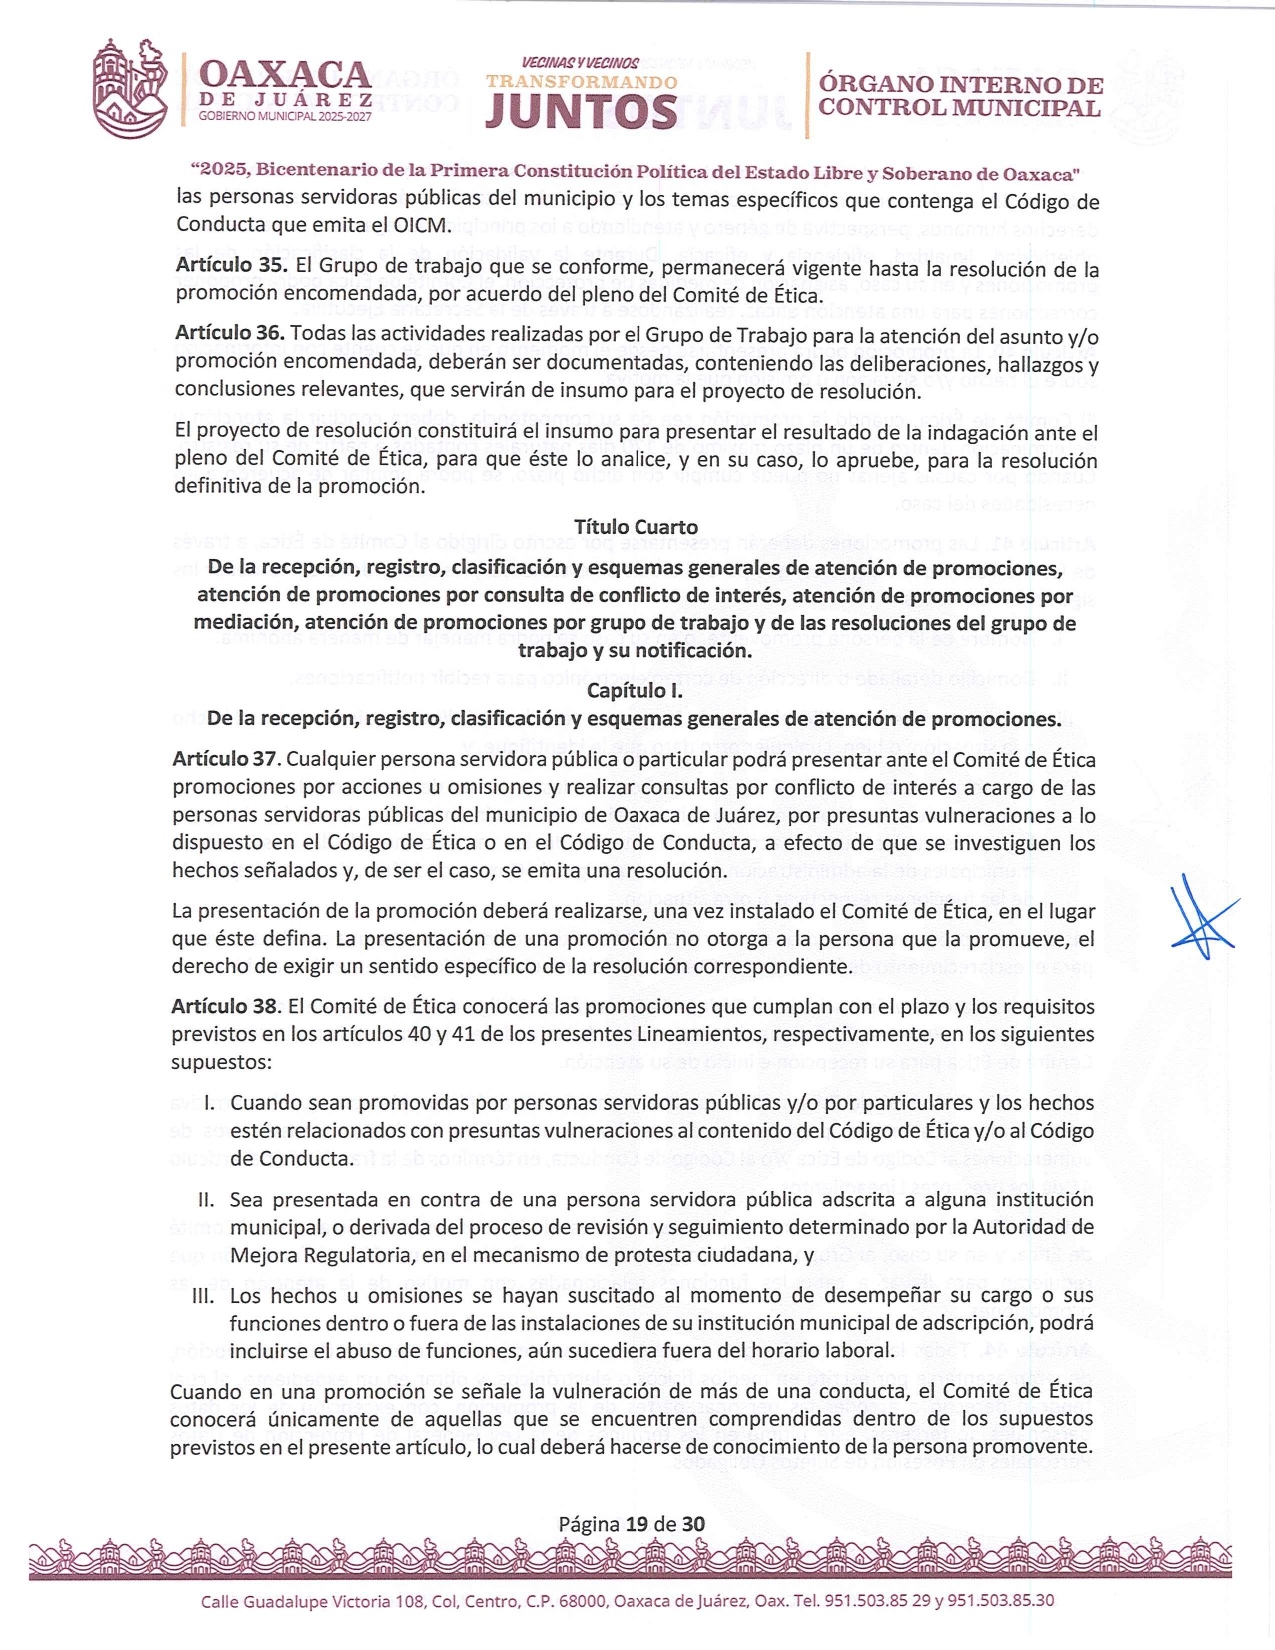 OAXACA
DE JUÁREZ
GOBIERNO MUNICIPAL 2025-2027
VECINAS Y VECINOS
TRANSFORMANDO
JUNTOS
ÓRGANO INTERNO DE
CONTROL MUNICIPAL
"2025, Bicentenario de la Primera Constitución Política del Estado Libre y Soberano de Oaxaca"
las personas servidoras públicas del municipio y los temas específicos que contenga el Código de
Conducta que emita el OICM.
Artículo 35. El Grupo de trabajo que se conforme, permanecerá vigente hasta la resolución de la
promoción encomendada, por acuerdo del pleno del Comité de Ética.
Artículo 36. Todas las actividades realizadas por el Grupo de Trabajo para la atención del asunto y/o
promoción encomendada, deberán ser documentadas, conteniendo las deliberaciones, hallazgos y
conclusiones relevantes, que servirán de insumo para el proyecto de resolución.
El proyecto de resolución constituirá el insumo para presentar el resultado de la indagación ante el
pleno del Comité de Ética, para que éste lo analice, y en su caso, lo apruebe, para la resolución
definitiva de la promoción.
Título Cuarto
De la recepción, registro, clasificación y esquemas generales de atención de promociones,
atención de promociones por consulta de conflicto de interés, atención de promociones por
mediación, atención de promociones por grupo de trabajo y de las resoluciones del grupo de
trabajo y su notificación.
Capítulo I.
De la recepción, registro, clasificación y esquemas generales de atención de promociones.
Artículo 37. Cualquier persona servidora pública o particular podrá presentar ante el Comité de Ética
promociones por acciones u omisiones y realizar consultas por conflicto de interés a cargo de las
personas servidoras públicas del municipio de Oaxaca de Juárez, por presuntas vulneraciones a lo
dispuesto en el Código de Ética o en el Código de Conducta, a efecto de que se investiguen los
hechos señalados y, de ser el caso, se emita una resolución.
La presentación de la promoción deberá realizarse, una vez instalado el Comité de Ética, en el lugar
que éste defina. La presentación de una promoción no otorga a la persona que la promueve, el
derecho de exigir un sentido específico de la resolución correspondiente.
Artículo 38. El Comité de Ética conocerá las promociones que cumplan con el plazo y los requisitos
previstos en los artículos 40 y 41 de los presentes Lineamientos, respectivamente, en los siguientes
supuestos:
I. Cuando sean promovidas por personas servidoras públicas y/o por particulares y los hechos
estén relacionados con presuntas vulneraciones al contenido del Código de Ética y/o al Código
de Conducta.
II. Sea presentada en contra de una persona servidora pública adscrita a alguna institución
municipal, o derivada del proceso de revisión y seguimiento determinado por la Autoridad de
Mejora Regulatoria, en el mecanismo de protesta ciudadana, y
III. Los hechos u omisiones se hayan suscitado al momento de desempeñar su cargo o sus
funciones dentro o fuera de las instalaciones de su institución municipal de adscripción, podrá
incluirse el abuso de funciones, aún sucediera fuera del horario laboral.
Cuando en una promoción se señale la vulneración de más de una conducta, el Comité de Ética
conocerá únicamente de aquellas que se encuentren comprendidas dentro de los supuestos
previstos en el presente artículo, lo cual deberá hacerse de conocimiento de la persona promovente.
Página 19 de 30
Calle Guadalupe Victoria 108, Col, Centro, C.P. 68000, Oaxaca de Juárez, Oax. Tel. 951.503.85 29 y 951.503.85.30